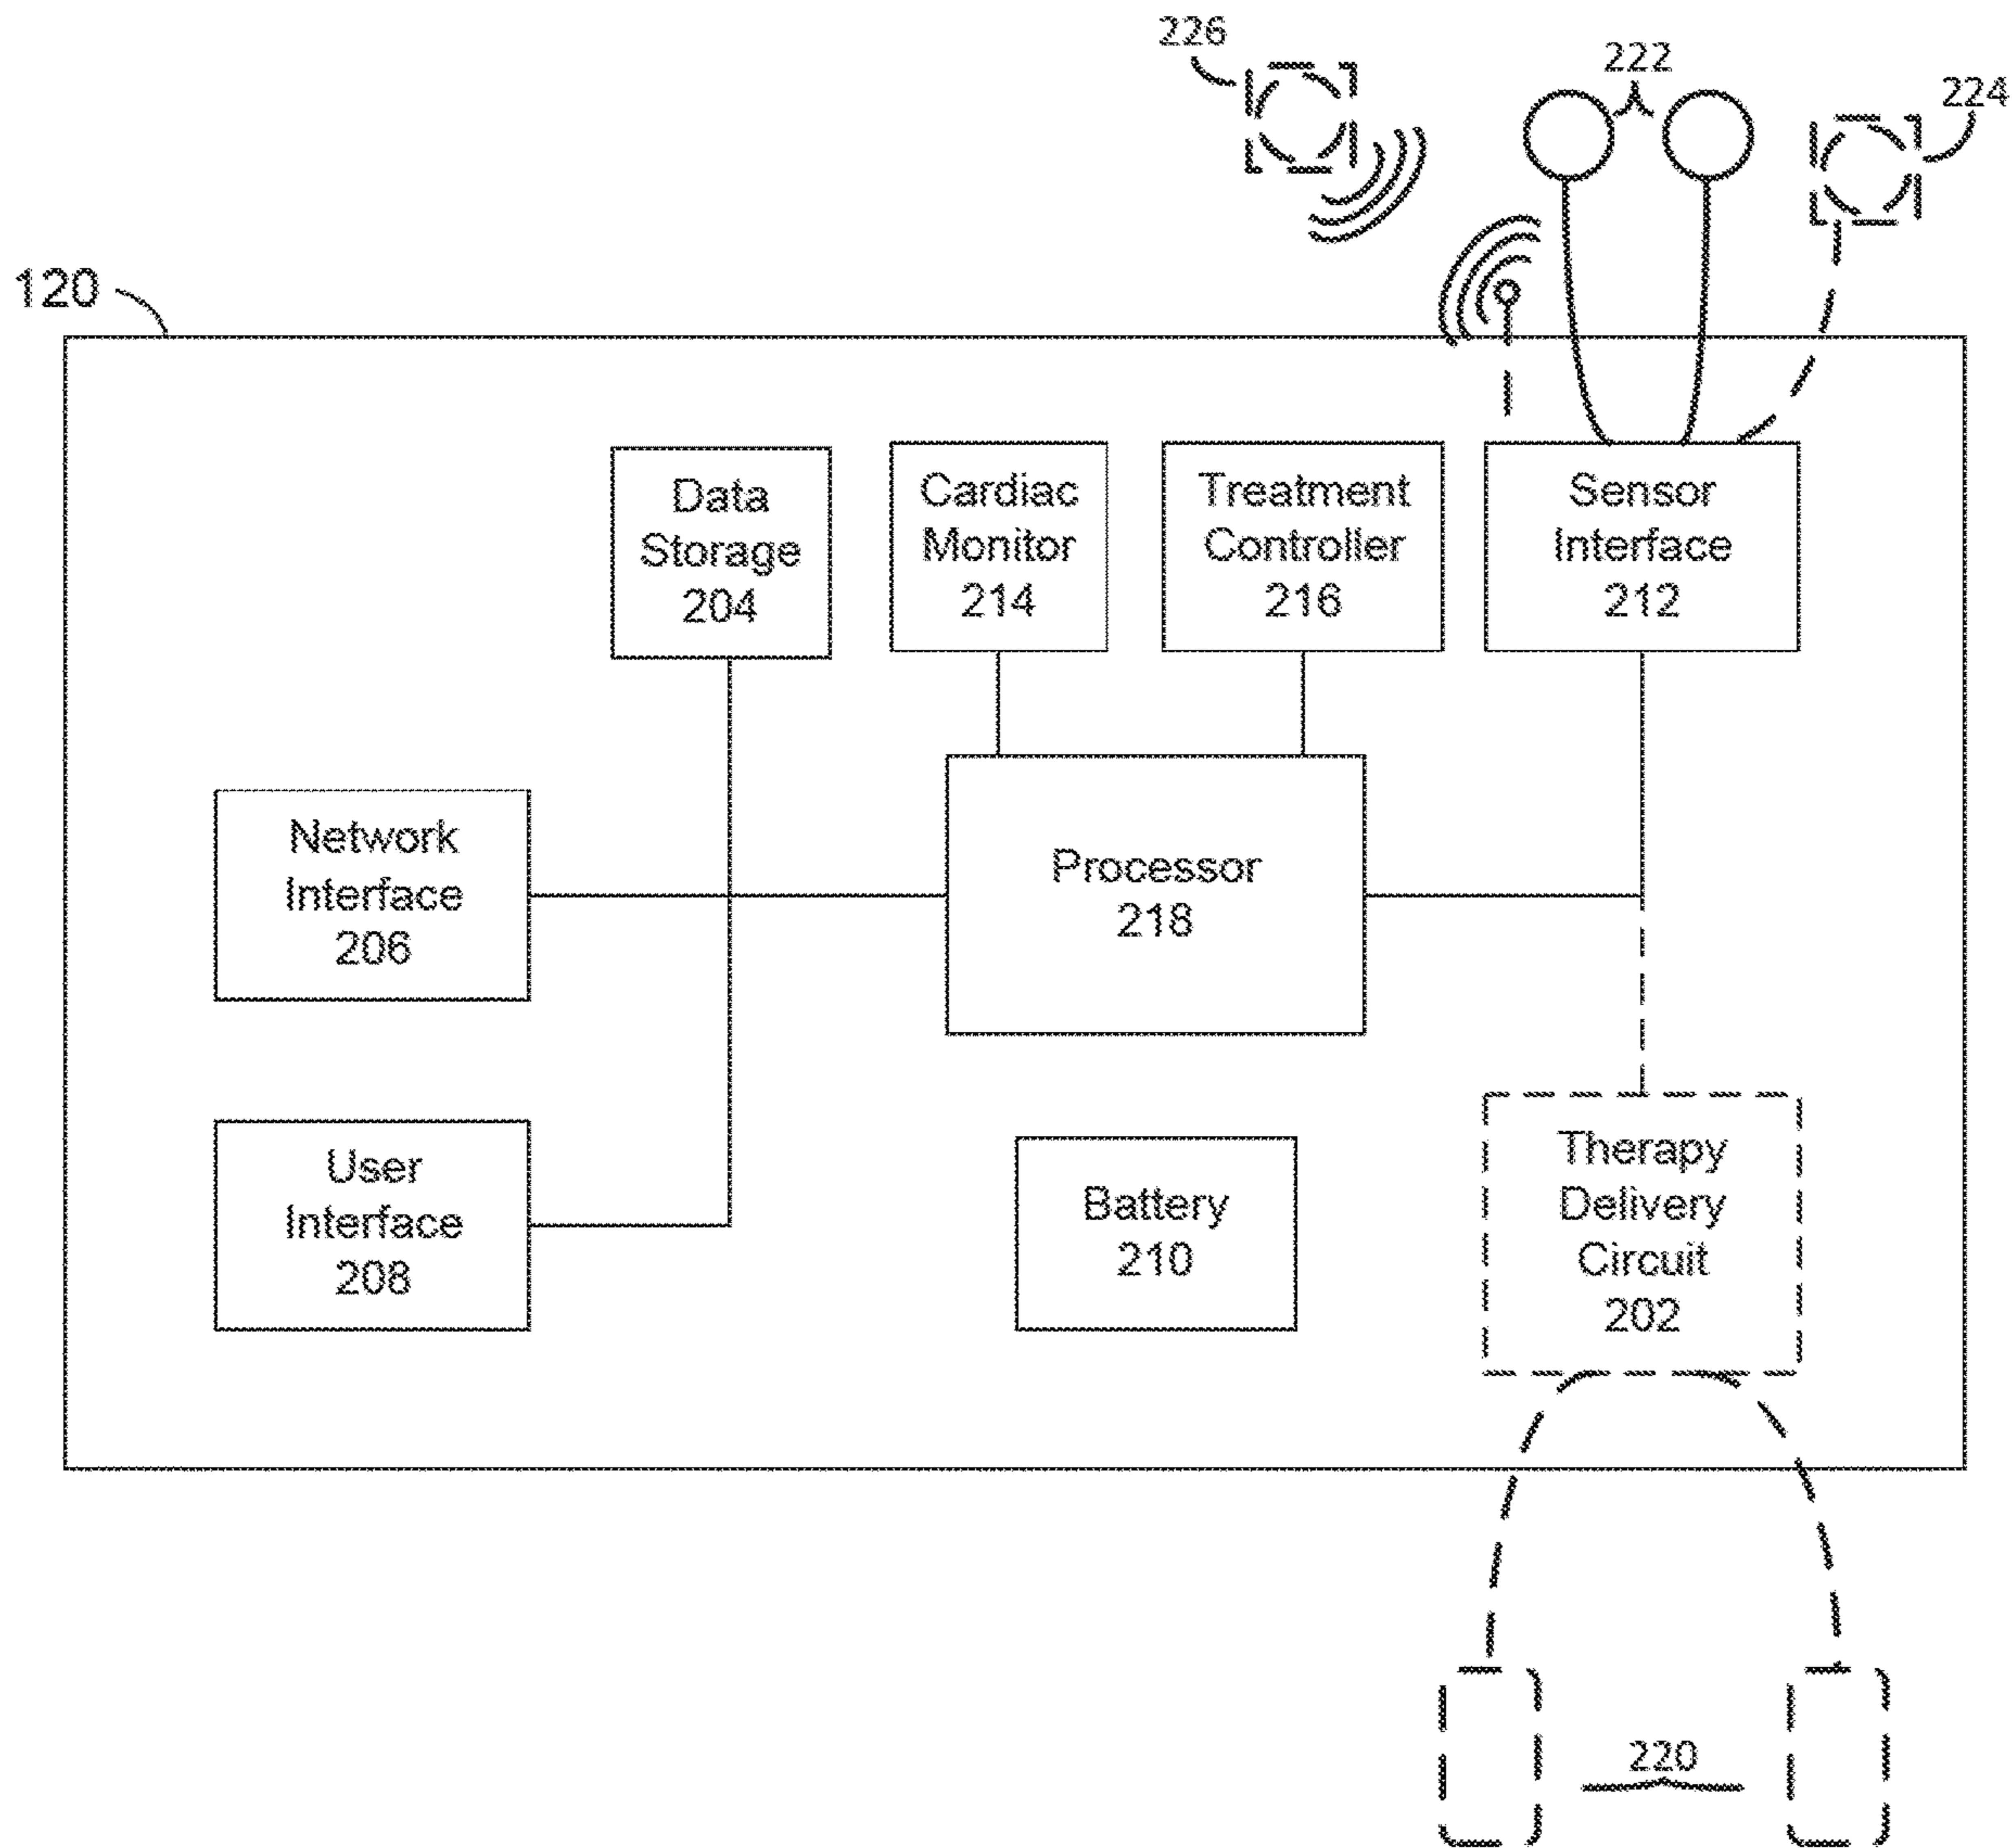 226
222
224
120
Data
Storage
204
Cardiac
Monitor
214
Treatment
Controller
216
Sensor
Interface
212
Network
Interface
206
Processor
218
User
Interface
208
Battery
210
Therapy
Delivery
Circuit
202
220